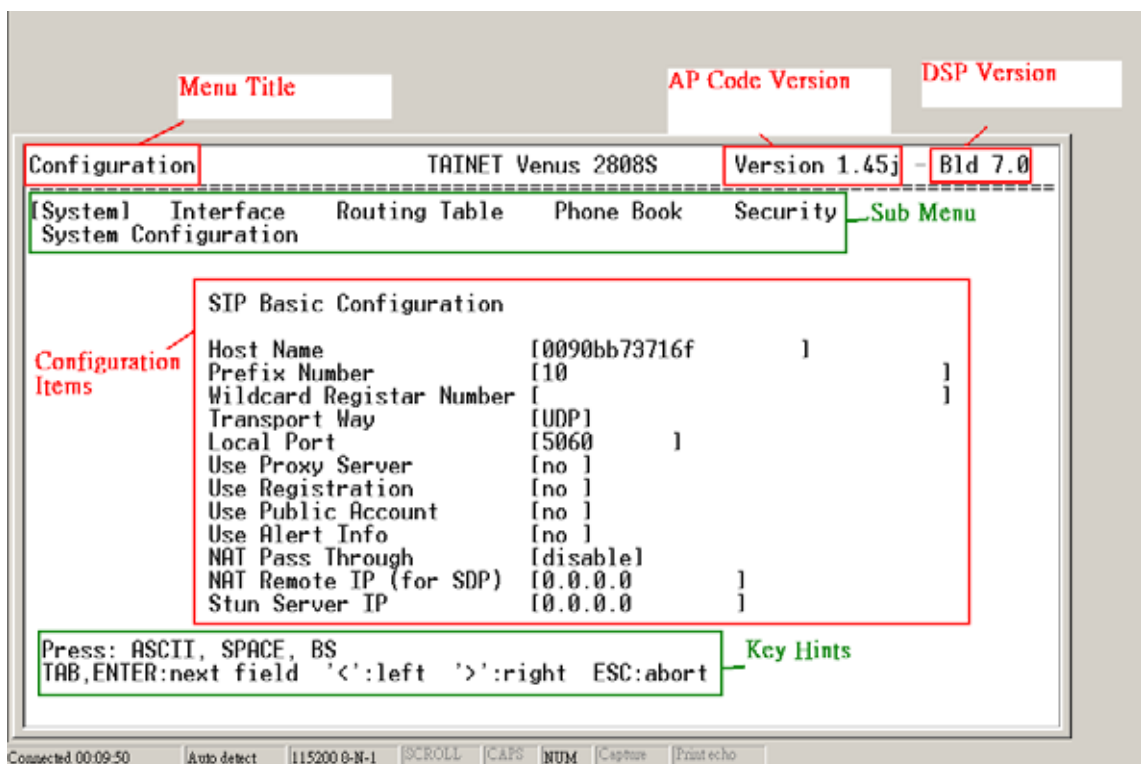 Menu Title
AP Code Version
DSP Version
Configuration TAINET Venus 2808S Version 1.45j - Bld 7.0
================================================================
[System] Interface Routing Table Phone Book Security
Sub Menu
System Configuration
SIP Basic Configuration
Configuration Items
Host Name [0090bb73716f ]
Prefix Number [10 ]
Wildcard Registar Number [ ]
Transport Way [UDP]
Local Port [5060 ]
Use Proxy Server [no ]
Use Registration [no ]
Use Public Account [no ]
Use Alert Info [no ]
NAT Pass Through [disable]
NAT Remote IP (for SDP) [0.0.0.0 ]
Stun Server IP [0.0.0.0 ]
Press: ASCII, SPACE, BS
TAB,ENTER:next field '<':left '>':right ESC:abort
Key Hints
Connected 00:09:50 Auto detect 115200 8-N-1 SCROLL CAPS NUM Capture Print echo